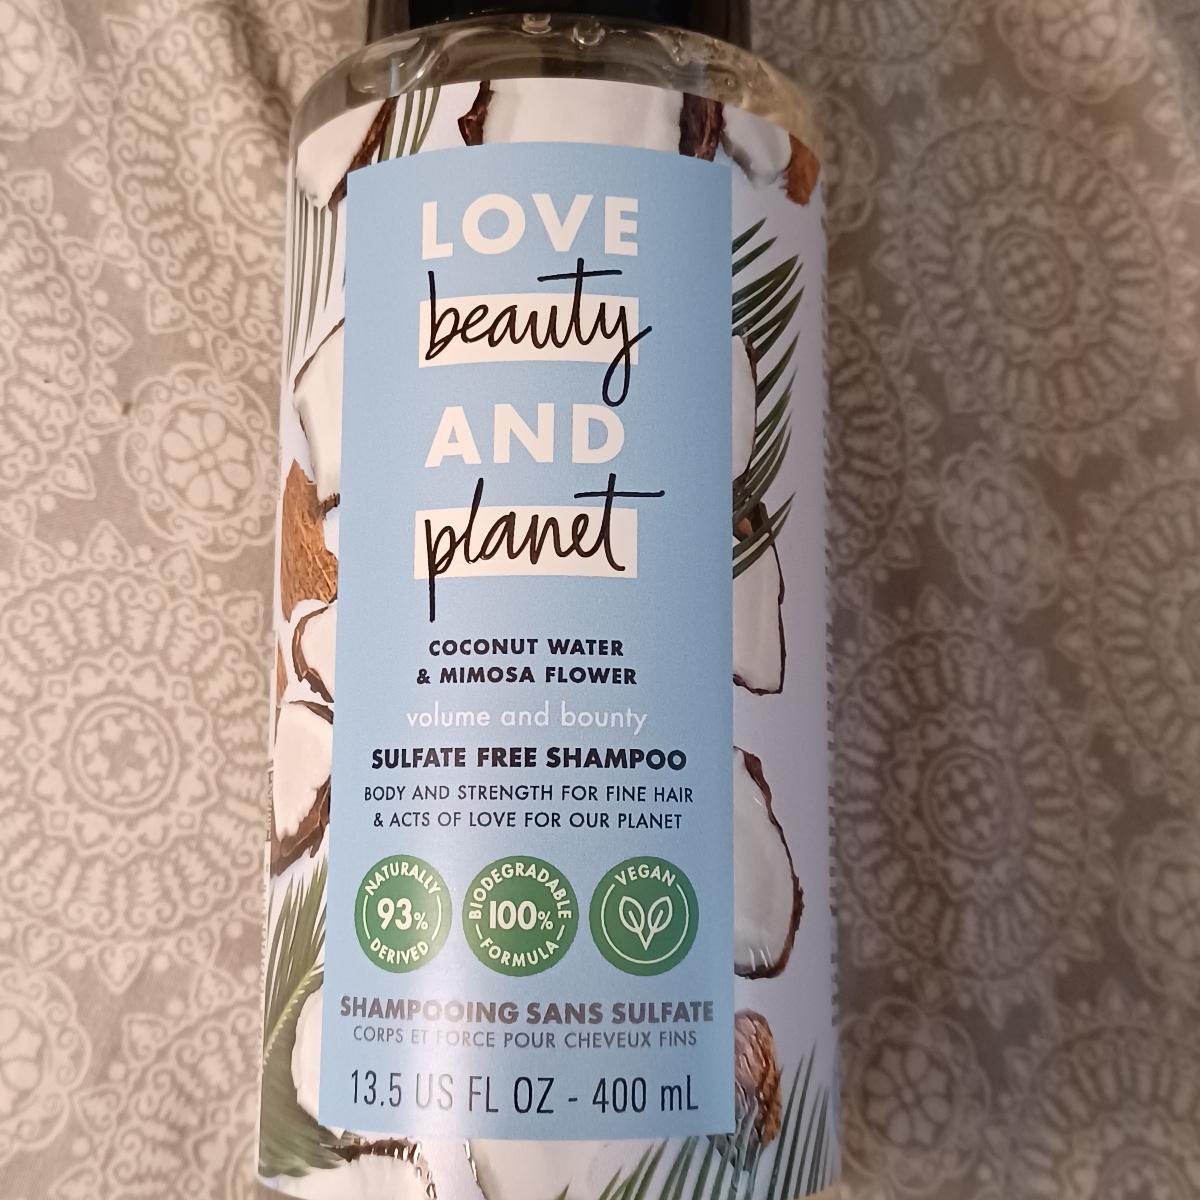 LOVE
beauty
AND
planet
COCONUT WATER
& MIMOSA FLOWER
volume and bounty
SULFATE FREE SHAMPOO
BODY AND STRENGTH FOR FINE HAIR
& ACTS OF LOVE FOR OUR PLANET
NATURALLY
93%
DERIVED
BIODEGRADABLE
100%
FORMULA
VEGAN
SHAMPOOING SANS SULFATE
CORPS ET FORCE POUR CHEVEUX FINS
13.5 US FL OZ - 400 mL